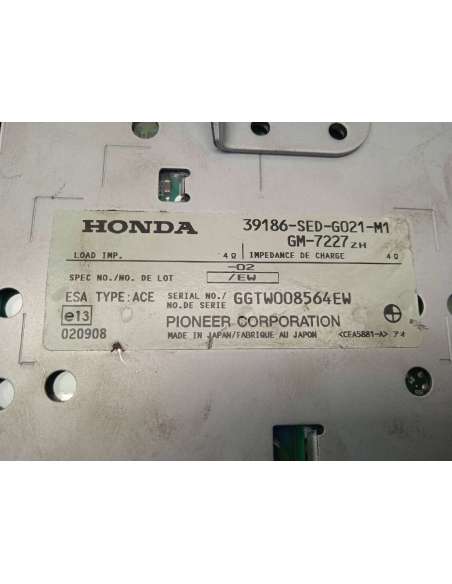 HONDA 39186-SED-G021-M1
GM-7227ZH
LOAD IMP. 4Ω IMPEDANCE DE CHARGE 4Ω
-02
SPEC NO./NO. DE LOT /EW
ESA TYPE: ACE SERIAL NO./ GGTW008564EW
NO.DE SERIE
e13 PIONEER CORPORATION
020908 MADE IN JAPAN/FABRIQUE AU JAPON <CEA5881-A> アオ